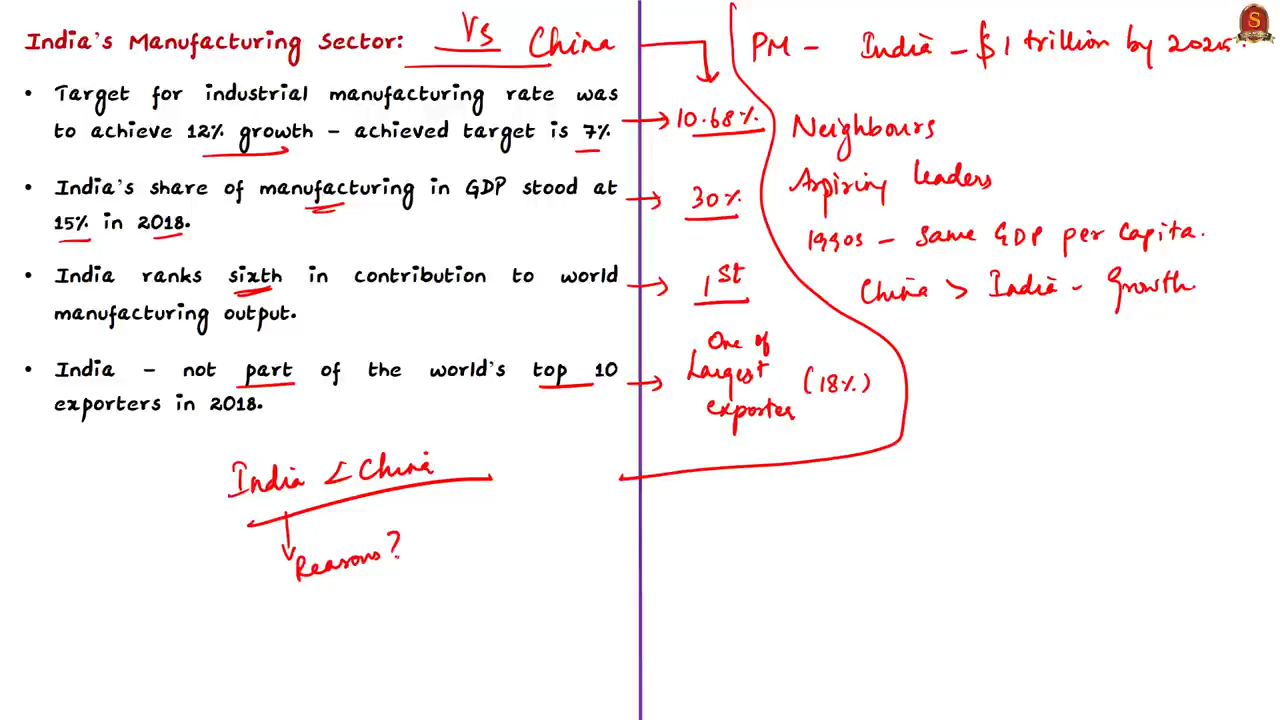 India's Manufacturing Sector: Vs China
• Target for industrial manufacturing rate was
to achieve 12% growth – achieved target is 7%
• India's share of manufacturing in GDP stood at
15% in 2018.
• India ranks sixth in contribution to world
manufacturing output.
• India – not part of the world's top 10
exporters in 2018.
India < China
Reasons?
10.68%
30%
1st
One of
Largest
exporter
(18%)
PM – India – $1 trillion by 2025.
Neighbours
Aspiring leaders
1990s – Same GDP per Capita.
China > India – Growth
S